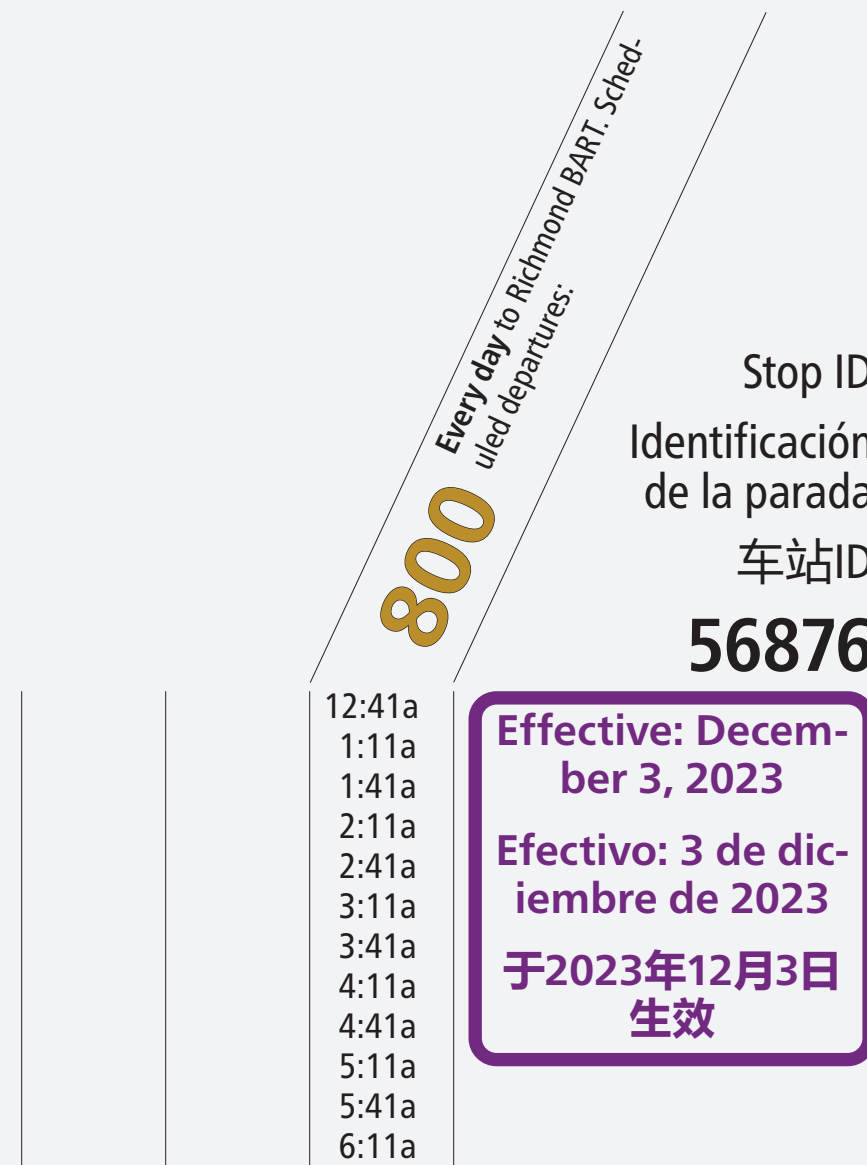 800
Every day to Richmond BART. Sched-
uled departures:
Stop ID
Identificación
de la parada
车站ID
56876
12:41a
1:11a
1:41a
2:11a
2:41a
3:11a
3:41a
4:11a
4:41a
5:11a
5:41a
6:11a
Effective: Decem-
ber 3, 2023
Efectivo: 3 de dic-
iembre de 2023
于2023年12月3日
生效